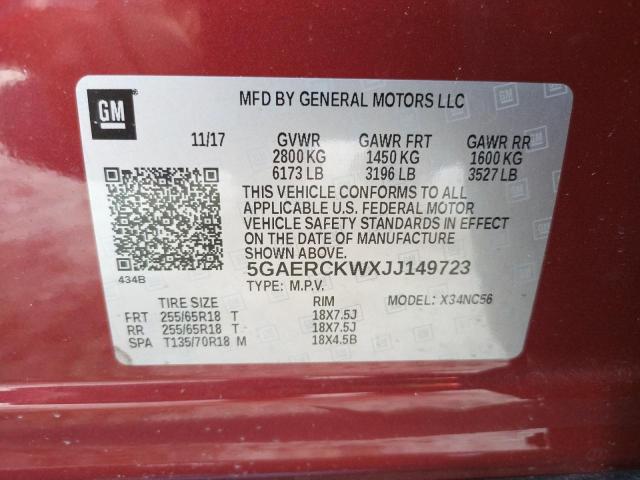 GM
MFD BY GENERAL MOTORS LLC
11/17 GVWR GAWR FRT GAWR RR
2800 KG 1450 KG 1600 KG
6173 LB 3196 LB 3527 LB
THIS VEHICLE CONFORMS TO ALL
APPLICABLE U.S. FEDERAL MOTOR
VEHICLE SAFETY STANDARDS IN EFFECT
ON THE DATE OF MANUFACTURE
SHOWN ABOVE.
434B
5GAERCKWXJJ149723
TYPE: M.P.V.
TIRE SIZE RIM MODEL: X34NC56
FRT 255/65R18 T 18X7.5J
RR 255/65R18 T 18X7.5J
SPA T135/70R18 M 18X4.5B